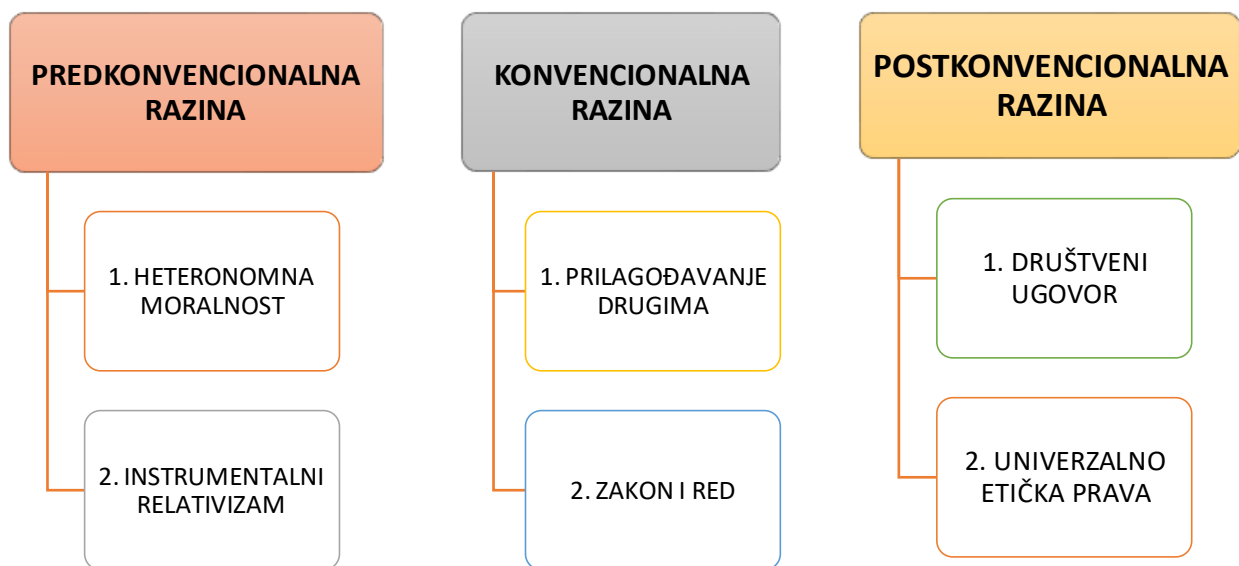 PREDKONVENCIONALNA
RAZINA
1. HETERONOMNA
MORALNOST
2. INSTRUMENTALNI
RELATIVIZAM
KONVENCIONALNA
RAZINA
1. PRILAGOĐAVANJE
DRUGIMA
2. ZAKON I RED
POSTKONVENCIONALNA
RAZINA
1. DRUŠTVENI
UGOVOR
2. UNIVERZALNO
ETIČKA PRAVA